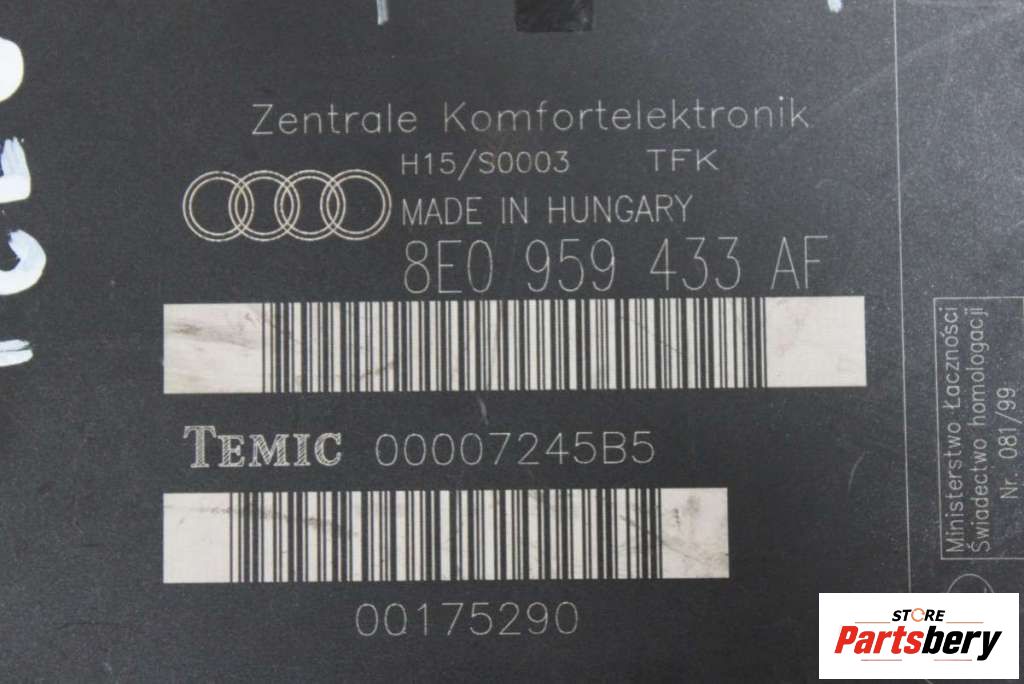 Zentrale Komfortelektronik
H15/S0003 TFK
MADE IN HUNGARY
8E0 959 433 AF
TEMIC 00007245B5
00175290
Ministerstwo Łączności
Świadectwo homologacji
Nr. 081/99
STORE
Partsbery